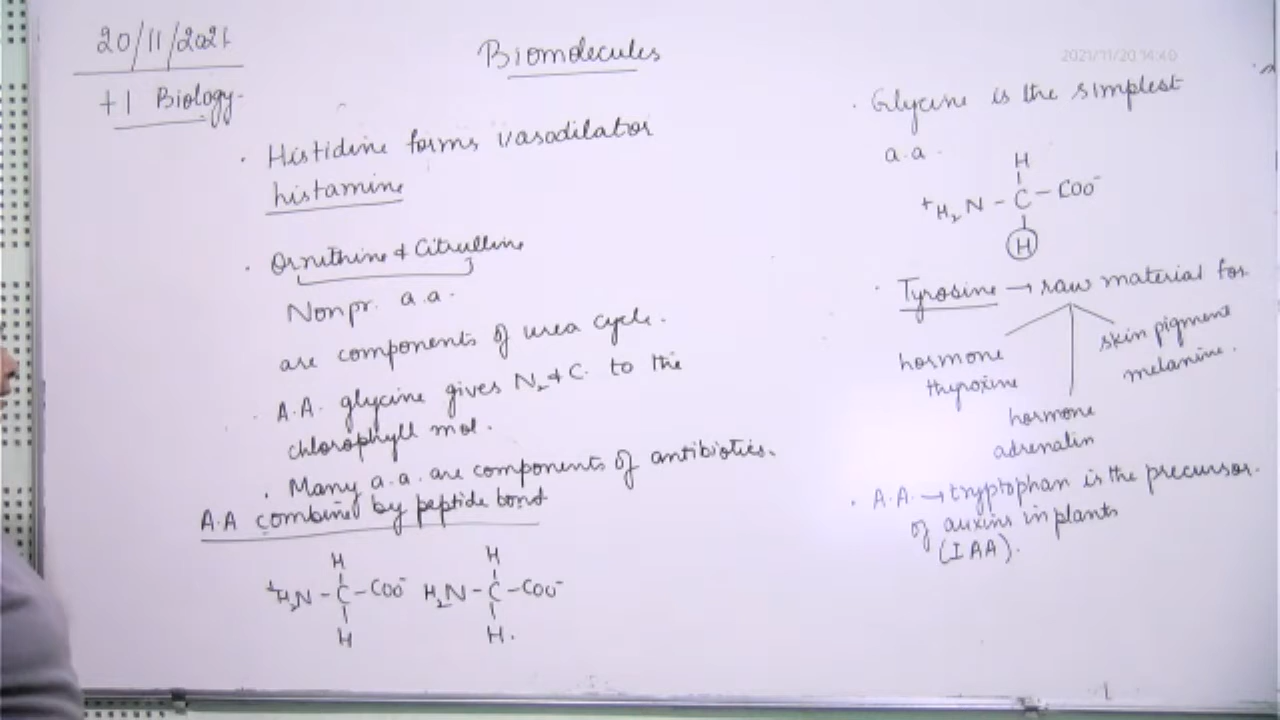 20/11/2021
+1 Biology.
Biomolecules
2021/11/20 14:40
· Histidine forms vasodilator
histamine
· Ornithine & Citrulline
Nonpr. a.a.
are components of urea cycle.
· A.A. glycine gives N2 & C. to the
chlorophyll mol.
· Many a.a. are components of antibiotics.
A.A combined by peptide bond
H H
+H2N - C - COO- H2N - C - COO-
H H.
· Glycine is the simplest
a.a.
H
+H2N - C - COO-
H
· Tyrosine → raw material for
hormone
thyroxine
hormone
adrenalin
skin pigment
melanine.
· A.A → tryptophan is the precursor.
of auxins in plants
(IAA).